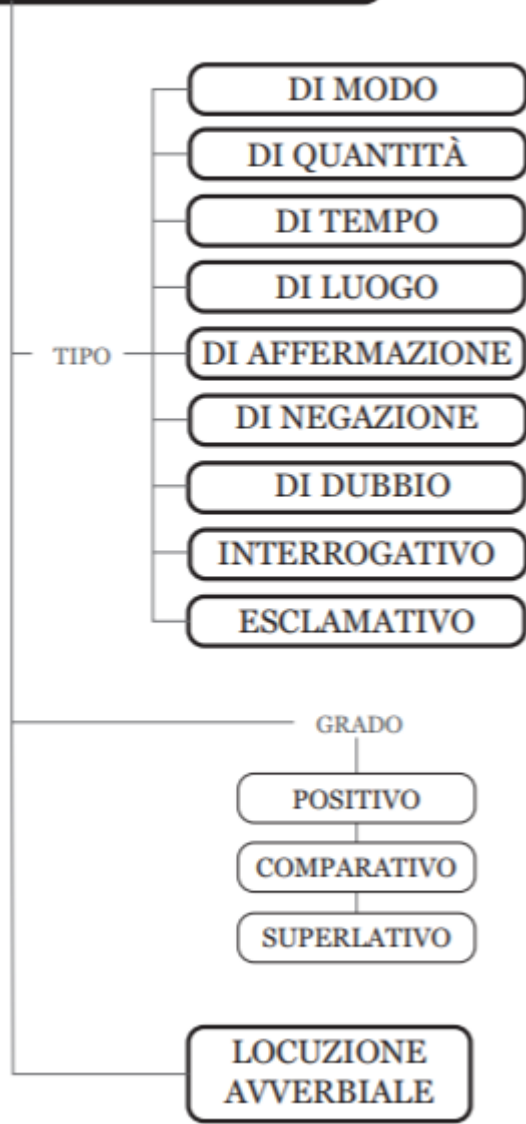 DI MODO
DI QUANTITÀ
DI TEMPO
DI LUOGO
TIPO
DI AFFERMAZIONE
DI NEGAZIONE
DI DUBBIO
INTERROGATIVO
ESCLAMATIVO
GRADO
POSITIVO
COMPARATIVO
SUPERLATIVO
LOCUZIONE
AVVERBIALE